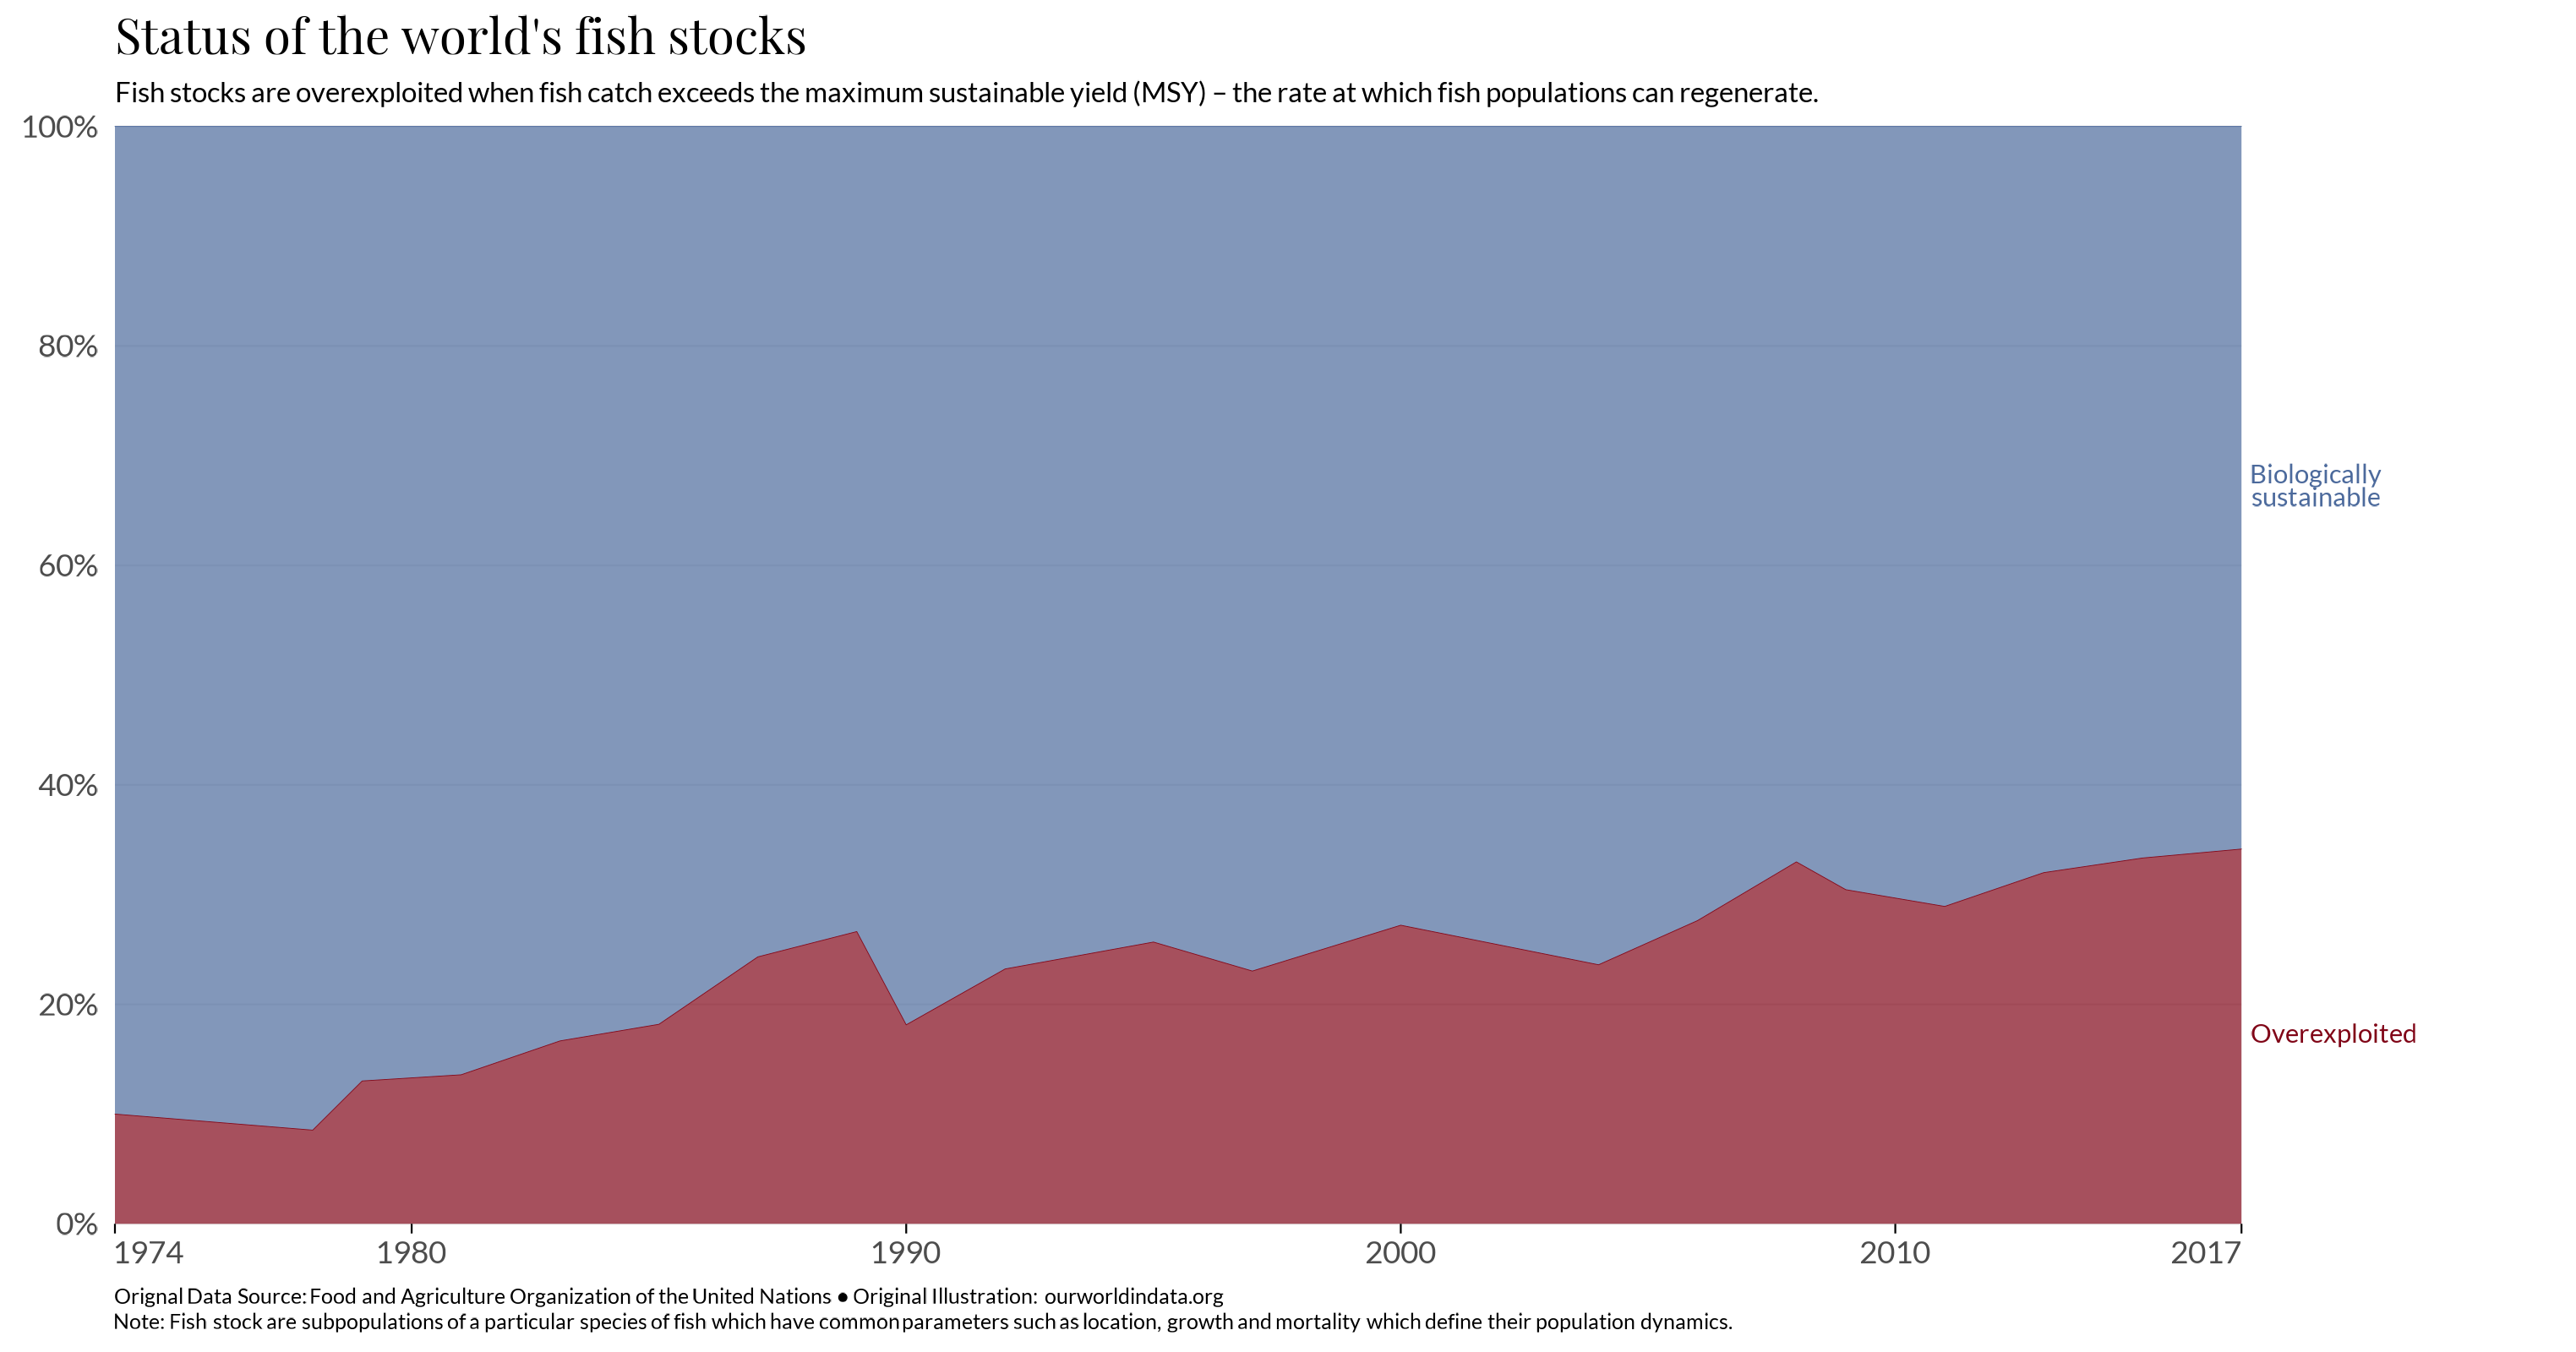 Status of the world's fish stocks
Fish stocks are overexploited when fish catch exceeds the maximum sustainable yield (MSY) – the rate at which fish populations can regenerate.
100%
80%
60%
40%
20%
0%
Biologically
sustainable
Overexploited
1974 1980 1990 2000 2010 2017
Orignal Data Source: Food and Agriculture Organization of the United Nations ● Original Illustration: ourworldindata.org
Note: Fish stock are subpopulations of a particular species of fish which have common parameters such as location, growth and mortality which define their population dynamics.